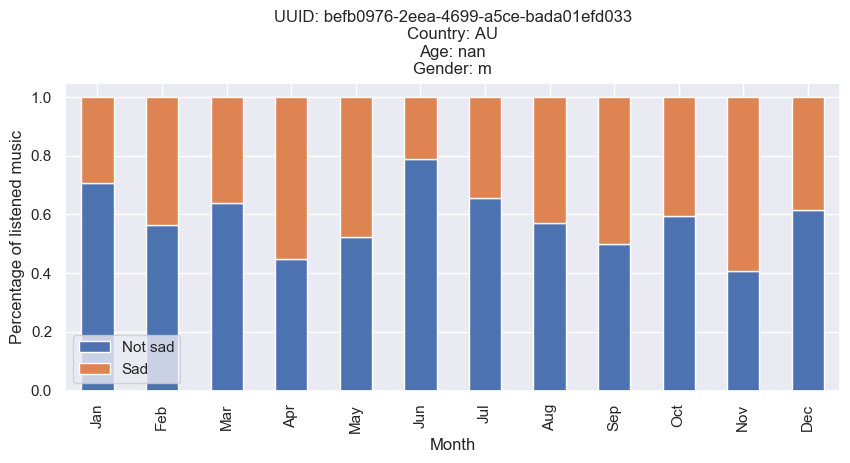 UUID: befb0976-2eea-4699-a5ce-bada01efd033
Country: AU
Age: nan
Gender: m
Percentage of listened music
1.0
0.8
0.6
0.4
0.2
0.0
Not sad
Sad
Jan
Feb
Mar
Apr
May
Jun
Jul
Aug
Sep
Oct
Nov
Dec
Month